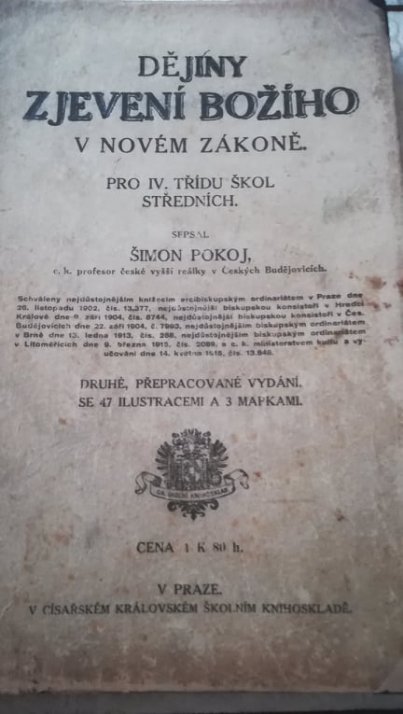 DĚJINY
ZJEVENÍ BOŽÍHO
V NOVÉM ZÁKONĚ.
PRO IV. TŘÍDU ŠKOL
STŘEDNÍCH.
SEPSAL
ŠIMON POKOJ,
c. k. profesor české vyšší reálky v Českých Budějovicích.
Schváleny nejdůstojnějším knížecím arcibiskupským ordinariátem v Praze dne
26. listopadu 1902, čís. 13.377, nejdůstojnější biskupskou konsistoří v Hradci
Králové dne 9. září 1904, čís. 8744, nejdůstojnější biskupskou konsistoří v Čes.
Budějovicích dne 22. září 1904, č. 7993, nejdůstojnějším biskupským ordinariátem
v Brně dne 13. ledna 1913, čís. 268, nejdůstojnějším biskupským ordinariátem
v Litoměřicích dne 9. března 1915, čís. 2089, a c. k. ministerstvem kultu a vy-
učování dne 14. května 1915, čís. 13.848.
DRUHÉ, PŘEPRACOVANÉ VYDÁNÍ.
SE 47 ILUSTRACEMI A 3 MAPKAMI.
CENA 1 K 80 h.
V PRAZE.
V CÍSAŘSKÉM KRÁLOVSKÉM ŠKOLNÍM KNIHOSKLADĚ.